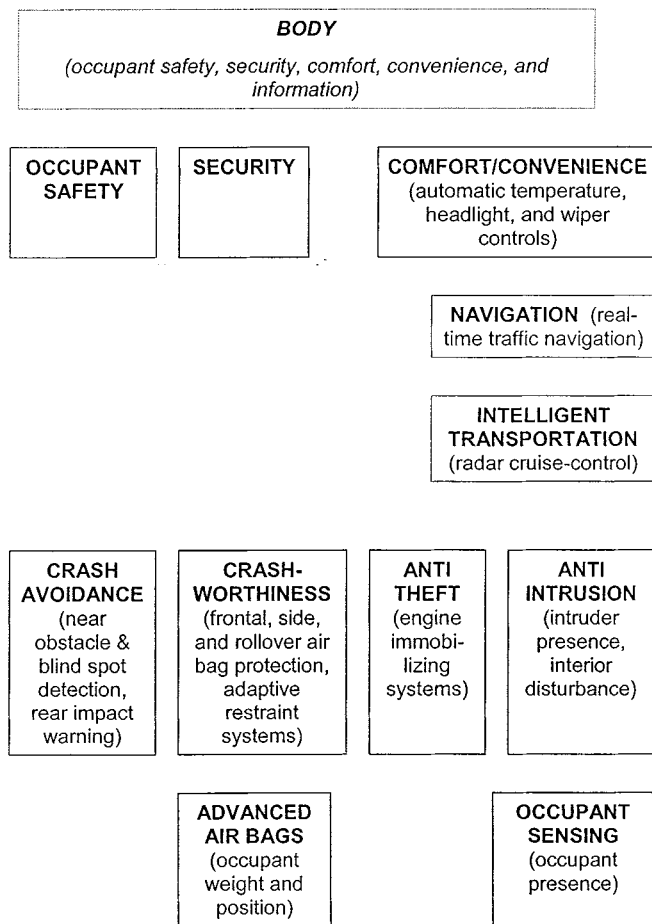 BODY
(occupant safety, security, comfort, convenience, and
information)
OCCUPANT
SAFETY
SECURITY
COMFORT/CONVENIENCE
(automatic temperature,
headlight, and wiper
controls)
NAVIGATION (real-
time traffic navigation)
INTELLIGENT
TRANSPORTATION
(radar cruise-control)
CRASH
AVOIDANCE
(near
obstacle &
blind spot
detection,
rear impact
warning)
CRASH-
WORTHINESS
(frontal, side,
and rollover air
bag protection,
adaptive
restraint
systems)
ANTI
THEFT
(engine
immobi-
lizing
systems)
ANTI
INTRUSION
(intruder
presence,
interior
disturbance)
ADVANCED
AIR BAGS
(occupant
weight and
position)
OCCUPANT
SENSING
(occupant
presence)